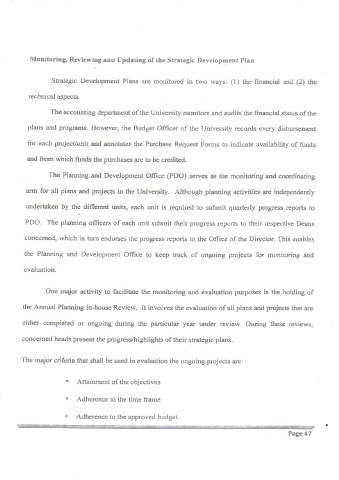 Monitoring, Reviewing and Updating of the Strategic Development Plan
Strategic Development Plans are monitored in two ways: (1) the financial and (2) the
technical aspects.
The accounting department of the University monitors and audits the financial status of the
plans and programs. However, the Budget Officer of the University records every disbursement
for each project/unit and annotates the Purchase Request Forms to indicate availability of funds
and from which funds the purchases are to be credited.
The Planning and Development Office (PDO) serves as the monitoring and coordinating
arm for all plans and projects in the University. Although planning activities are independently
undertaken by the different units, each unit is required to submit quarterly progress reports to
PDO. The planning officers of each unit submit their progress reports to their respective Deans
concerned, which in turn endorses the progress reports to the Office of the Director. This enables
the Planning and Development Office to keep track of ongoing projects for monitoring and
evaluation.
One major activity to facilitate the monitoring and evaluation purposes is the holding of
the Annual Planning In-house Review. It involves the evaluation of all plans and projects that are
either completed or ongoing during the particular year under review. During these reviews,
concerned heads present the progress/highlights of their strategic plans.
The major criteria that shall be used in evaluation the ongoing projects are:
* Attainment of the objectives
* Adherence to the time frame
* Adherence to the approved budget.
Page 67